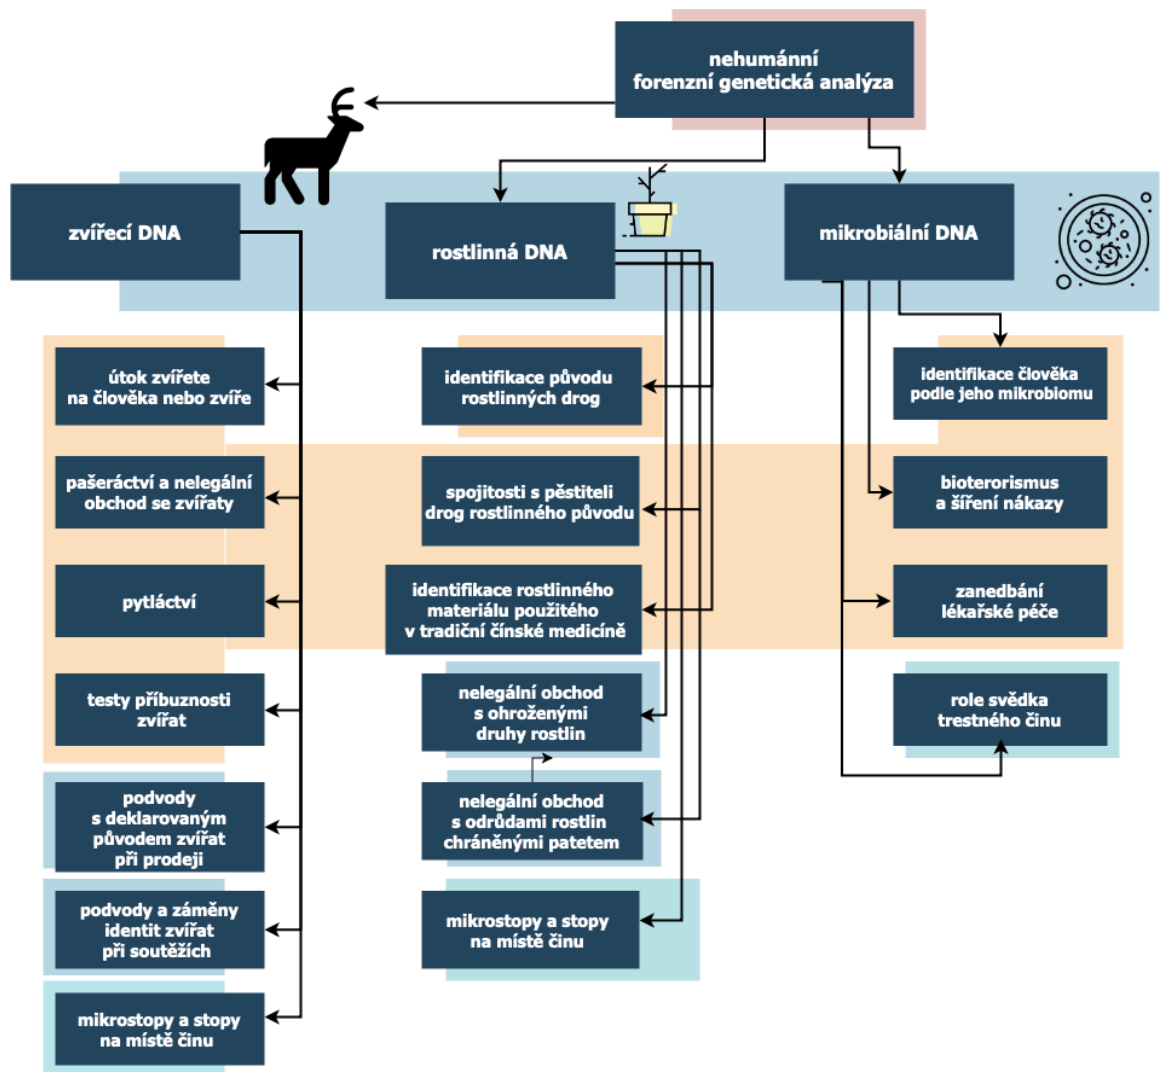 nehumánní
forenzní genetická analýza
zvířecí DNA
rostlinná DNA
mikrobiální DNA
útok zvířete
na člověka nebo zvíře
pašeráctví a nelegální
obchod se zvířaty
pytláctví
testy příbuznosti
zvířat
podvody
s deklarovaným
původem zvířat
při prodeji
podvody a záměny
identit zvířat
při soutěžích
mikrostopy a stopy
na místě činu
identifikace původu
rostlinných drog
spojitosti s pěstiteli
drog rostlinného původu
identifikace rostlinného
materiálu použitého
v tradiční čínské medicíně
nelegální obchod
s ohroženými
druhy rostlin
nelegální obchod
s odrůdami rostlin
chráněnými patetem
mikrostopy a stopy
na místě činu
identifikace člověka
podle jeho mikrobiomu
bioterorismus
a šíření nákazy
zanedbání
lékařské péče
role svědka
trestného činu